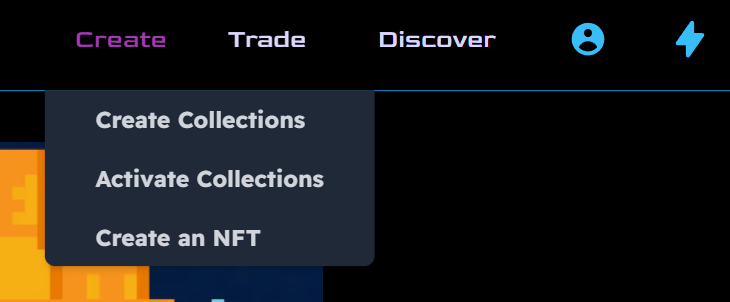 Create Trade Discover
Create Collections
Activate Collections
Create an NFT